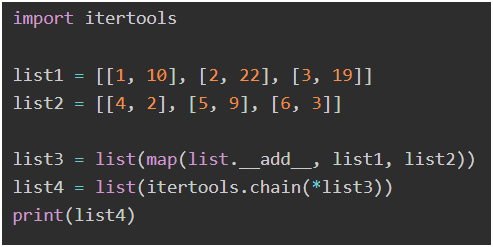 import itertools
list1 = [[1, 10], [2, 22], [3, 19]]
list2 = [[4, 2], [5, 9], [6, 3]]
list3 = list(map(list.__add__, list1, list2))
list4 = list(itertools.chain(*list3))
print(list4)